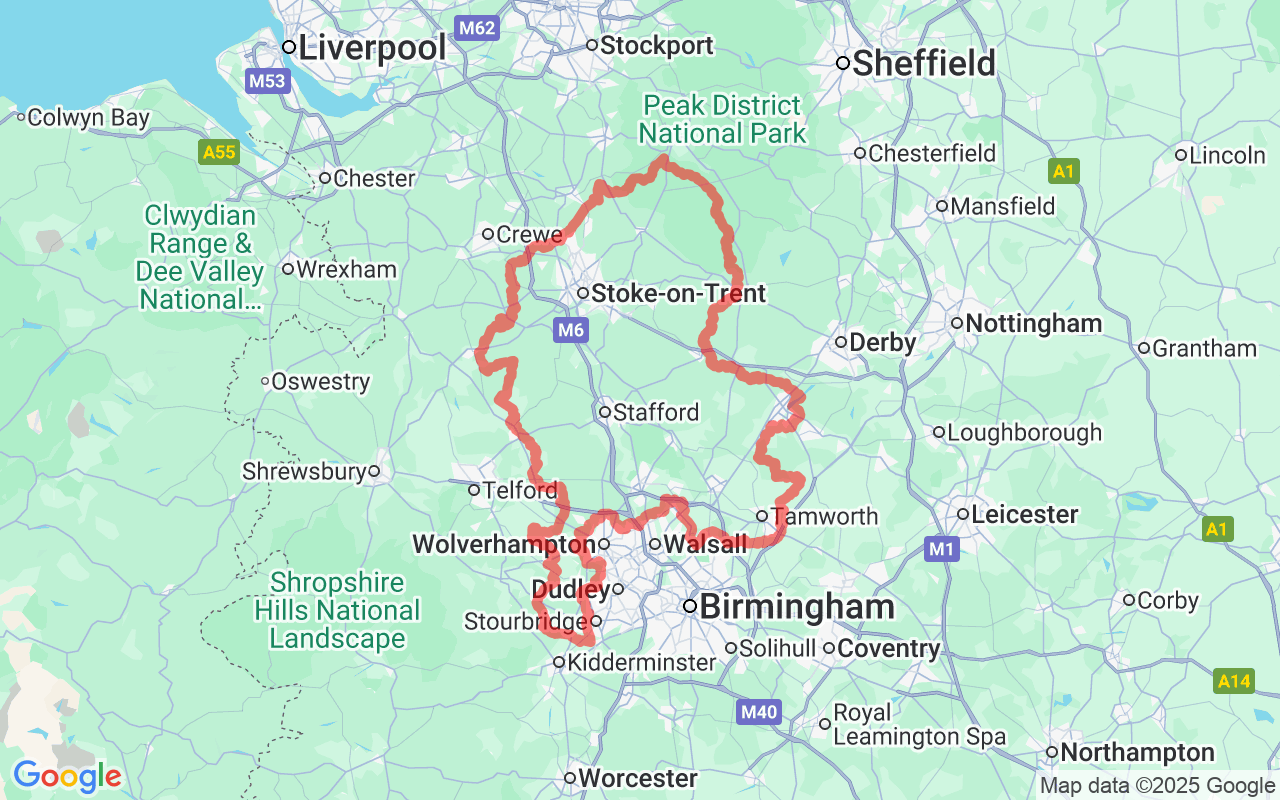 M62
Liverpool
Stockport
Sheffield
M53
Peak District
National Park
Colwyn Bay
A55
Chesterfield
Lincoln
A1
Chester
Mansfield
Clwydian
Range &
Dee Valley
National...
Crewe
Wrexham
Stoke-on-Trent
M6
Nottingham
Derby
Grantham
Oswestry
Stafford
Loughborough
Shrewsbury
Telford
Tamworth
Leicester
A1
Wolverhampton
Walsall
M1
Shropshire
Hills National
Landscape
Dudley
Birmingham
Corby
Stourbridge
Solihull
Coventry
Kidderminster
A14
M40
Royal
Leamington Spa
Northampton
Worcester
Google
Map data ©2025 Google